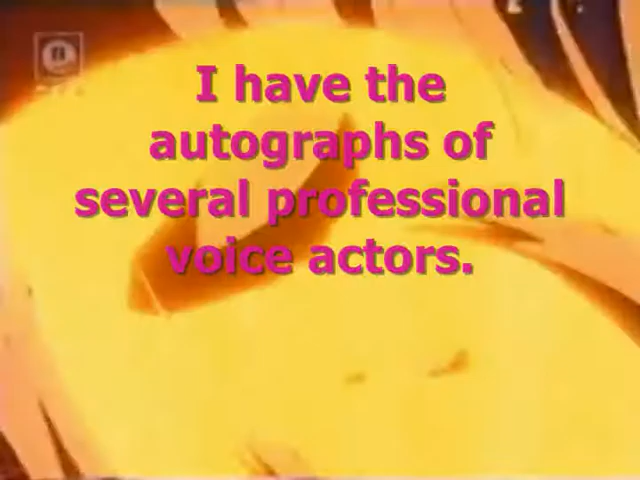 I have the
autographs of
several professional
voice actors.